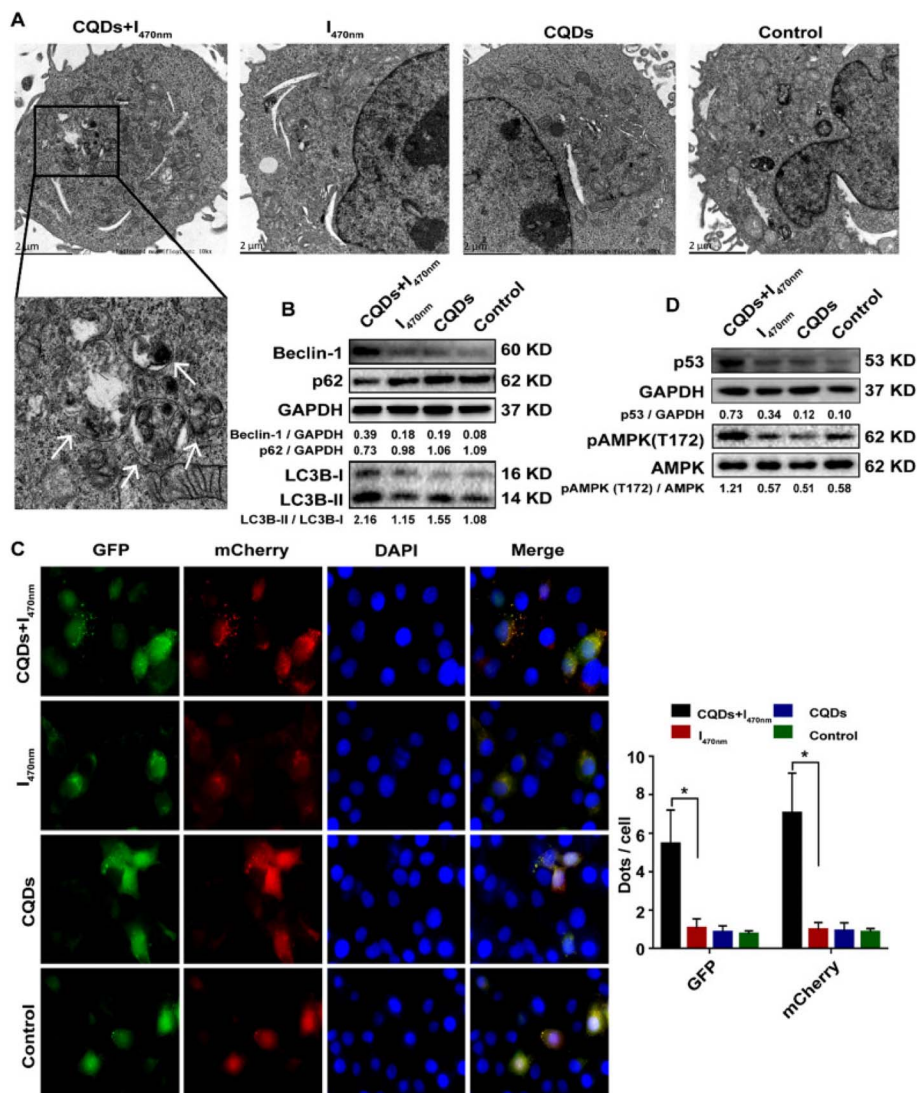 A
CQDs+I470nm
I470nm
CQDs
Control
2 µm
2 µm
2 µm
2 µm
B
CQDs+I470nm
I470nm
CQDs
Control
Beclin-1
60 KD
p62
62 KD
GAPDH
37 KD
Beclin-1 / GAPDH 0.39 0.18 0.19 0.08
p62 / GAPDH 0.73 0.98 1.06 1.09
LC3B-I
16 KD
LC3B-II
14 KD
LC3B-II / LC3B-I 2.16 1.15 1.55 1.08
D
CQDs+I470nm
I470nm
CQDs
Control
p53
53 KD
GAPDH
37 KD
p53 / GAPDH
0.73 0.34 0.12 0.10
pAMPK(T172)
62 KD
AMPK
62 KD
pAMPK (T172) / AMPK 1.21 0.57 0.51 0.58
C
GFP
mCherry
DAPI
Merge
CQDs+I470nm
I470nm
CQDs
Control
CQDs+I470nm
CQDs
I470nm
Control
Dots / cell
10
8
6
4
2
0
*
*
GFP
mCherry